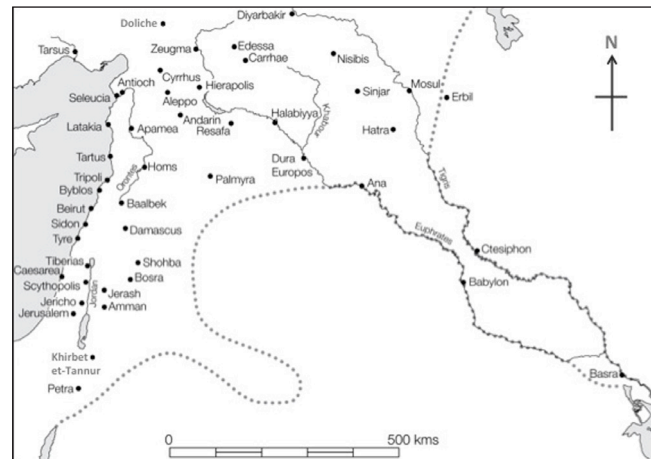 Doliche
Diyarbakir
Tarsus
Zeugma
Edessa
Carrhae
Nisibis
N
Cyrrhus
Antioch
Hierapolis
Seleucia
Aleppo
Sinjar
Mosul
Erbil
Khabour
Andarin
Halabiyya
Latakia
Apamea
Resafa
Hatra
Tartus
Homs
Dura
Europos
Tigris
Tripoli
Orontes
Palmyra
Ana
Byblos
Baalbek
Beirut
Sidon
Damascus
Euphrates
Tyre
Ctesiphon
Tiberias
Shohba
Caesarea
Bosra
Babylon
Scythopolis
Jordan
Jerash
Jericho
Amman
Jerusalem
Khirbet
et-Tannur
Basra
Petra
0
500 kms